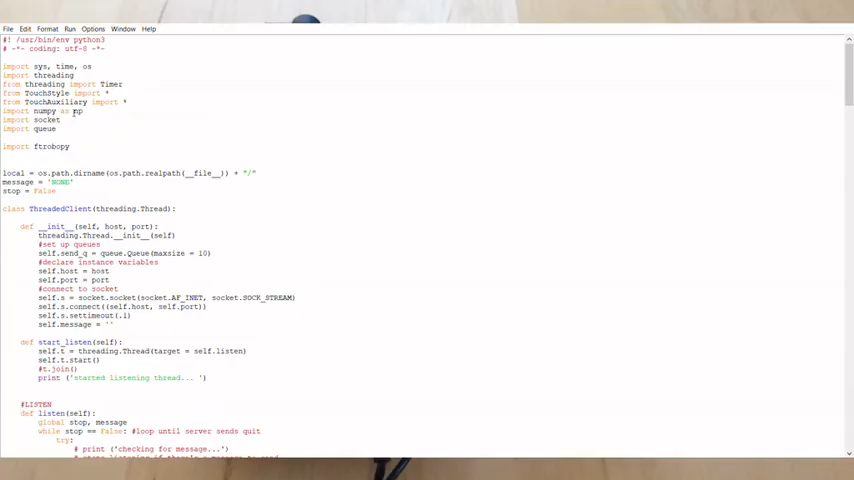 File Edit Format Run Options Window Help
#! /usr/bin/env python3
# -*- coding: utf-8 -*-
import sys, time, os
import threading
from threading import Timer
from TouchStyle import *
from TouchAuxiliary import *
import numpy as np
import socket
import queue
import ftrobopy
local = os.path.dirname(os.path.realpath(__file__)) + "/"
message = 'NONE'
stop = False
class ThreadedClient(threading.Thread):
def __init__(self, host, port):
threading.Thread.__init__(self)
#set up queues
self.send_q = queue.Queue(maxsize = 10)
#declare instance variables
self.host = host
self.port = port
#connect to socket
self.s = socket.socket(socket.AF_INET, socket.SOCK_STREAM)
self.s.connect((self.host, self.port))
self.s.settimeout(.1)
self.message = ''
def start_listen(self):
self.t = threading.Thread(target = self.listen)
self.t.start()
#t.join()
print ('started listening thread... ')
#LISTEN
def listen(self):
global stop, message
while stop == False: #loop until server sends quit
try:
# print ('checking for message...')
# stops listening if there's a message to send